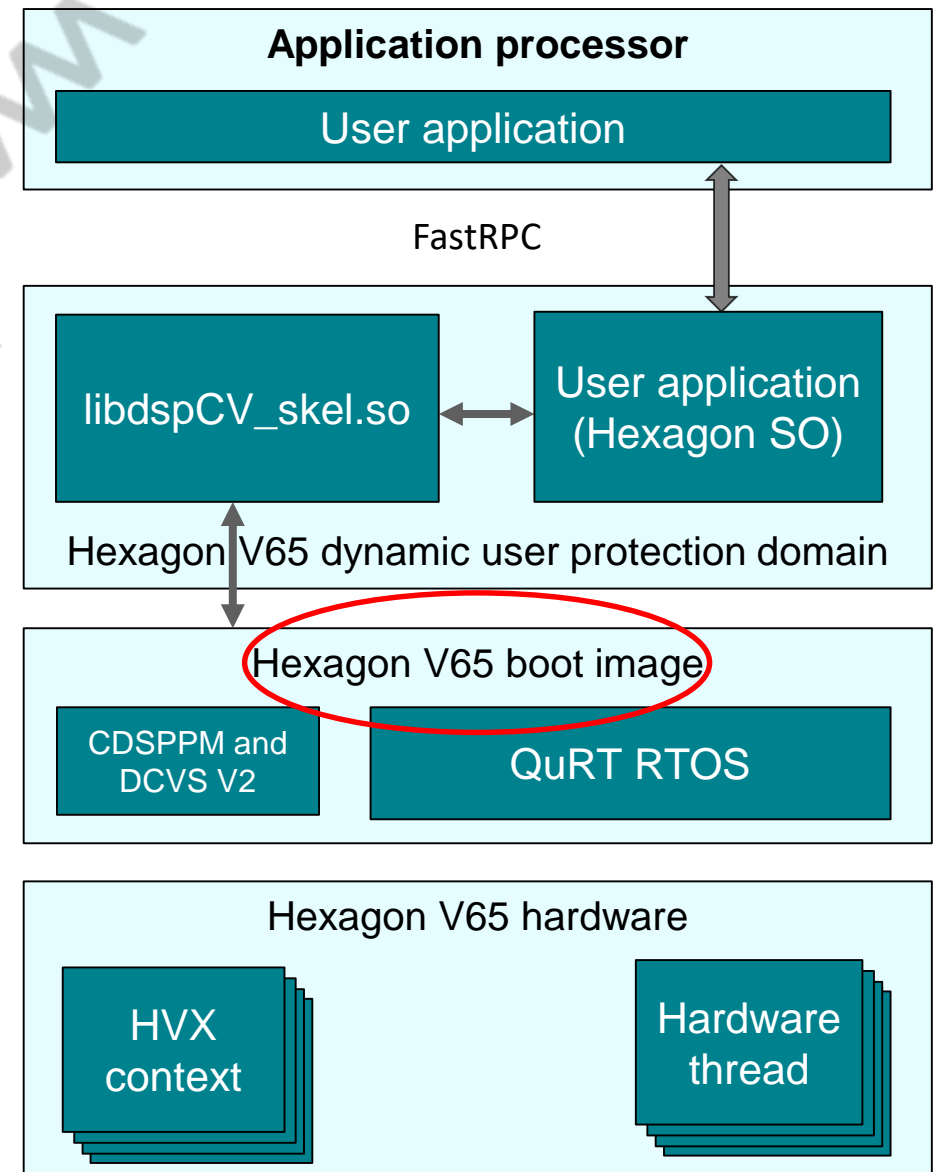 Application processor
User application
FastRPC
libdspCV_skel.so
User application
(Hexagon SO)
Hexagon V65 dynamic user protection domain
Hexagon V65 boot image
CDSPPM and
DCVS V2
QuRT RTOS
Hexagon V65 hardware
HVX
context
Hardware
thread